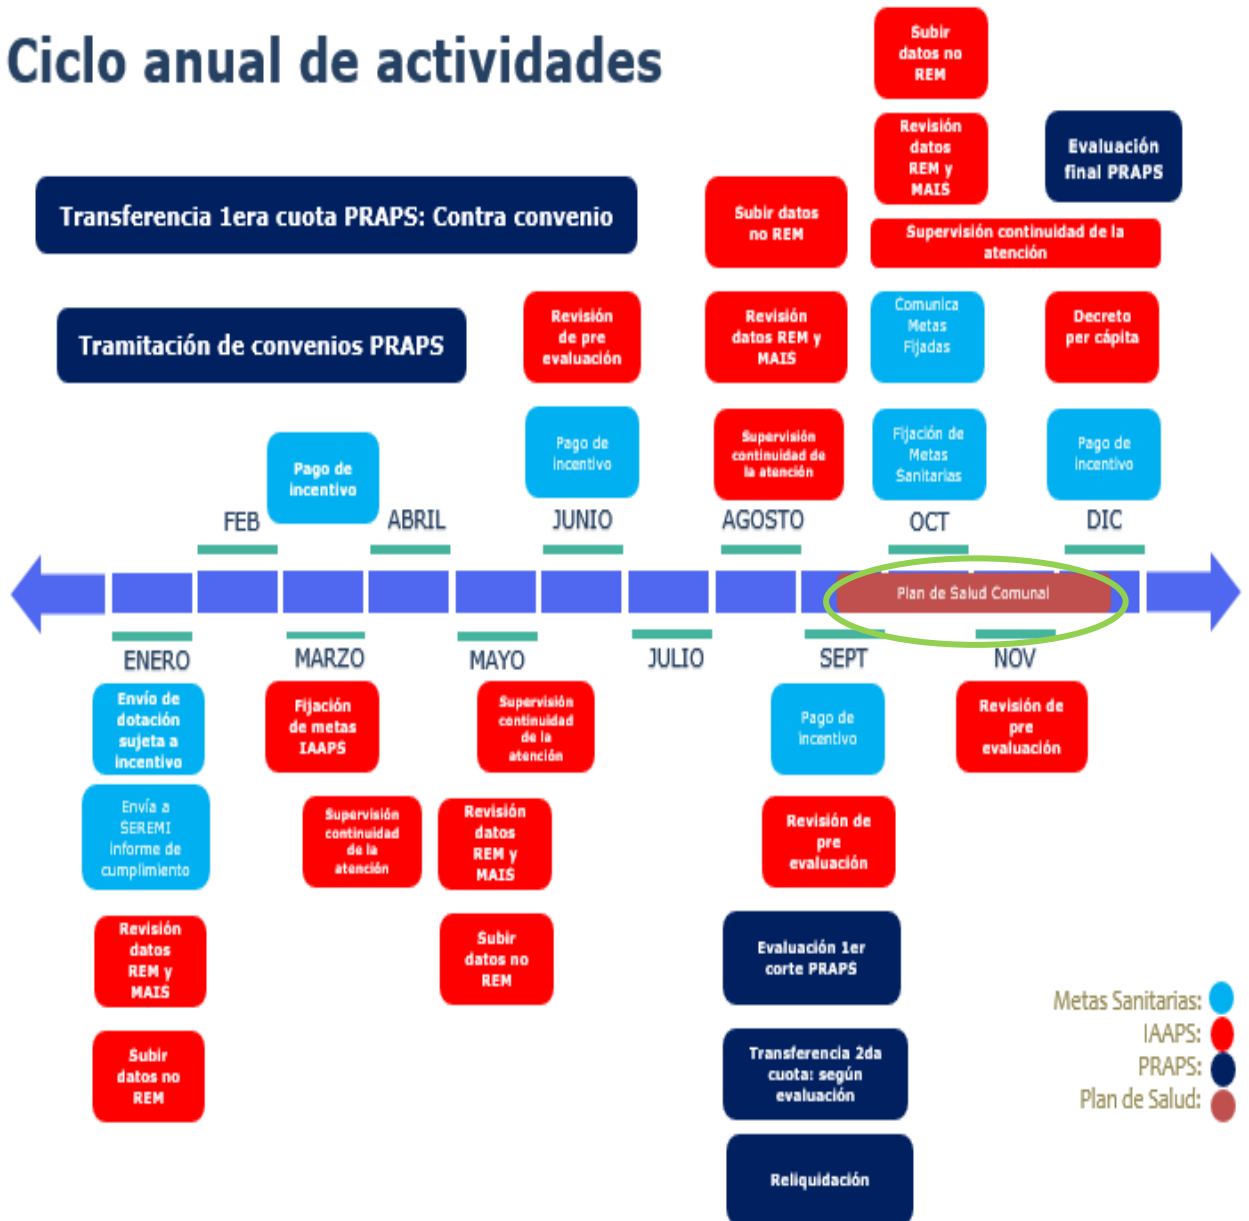 Ciclo anual de actividades
Subir
datos no
REM
Revisión
datos
REM y
MAIS
Evaluación
final PRAPS
Transferencia 1era cuota PRAPS: Contra convenio
Subir datos
no REM
Supervisión continuidad de la
atención
Tramitación de convenios PRAPS
Revisión
de pre
evaluación
Revisión
datos REM y
MAIS
Comunica
Metas
Fijadas
Decreto
per cápita
Pago de
incentivo
Pago de
incentivo
Supervisión
continuidad de
la atención
Fijación de
Metas
Sanitarias
Pago de
incentivo
FEB
ABRIL
JUNIO
AGOSTO
OCT
DIC
Plan de Salud Comunal
ENERO
MARZO
MAYO
JULIO
SEPT
NOV
Envío de
dotación
sujeta a
incentivo
Fijación
de metas
IAAPS
Supervisión
continuidad
de la
atención
Pago de
incentivo
Revisión de
pre
evaluación
Envía a
SEREMI
informe de
cumplimiento
Supervisión
continuidad
de la
atención
Revisión
datos
REM y
MAIS
Revisión de
pre
evaluación
Revisión
datos
REM y
MAIS
Subir
datos no
REM
Evaluación 1er
corte PRAPS
Subir
datos no
REM
Transferencia 2da
cuota: según
evaluación
Reliquidación
Metas Sanitarias:
IAAPS:
PRAPS:
Plan de Salud: